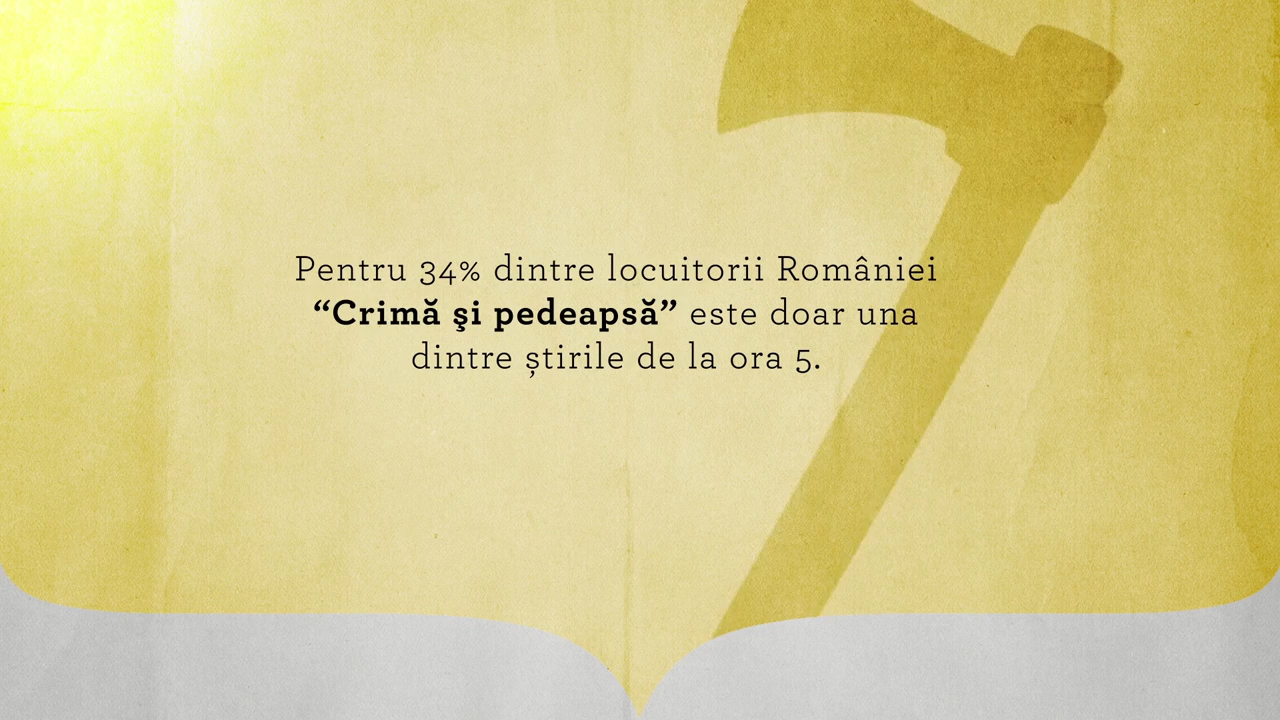 Pentru 34% dintre locuitorii României
“Crimă şi pedeapsă” este doar una
dintre știrile de la ora 5.